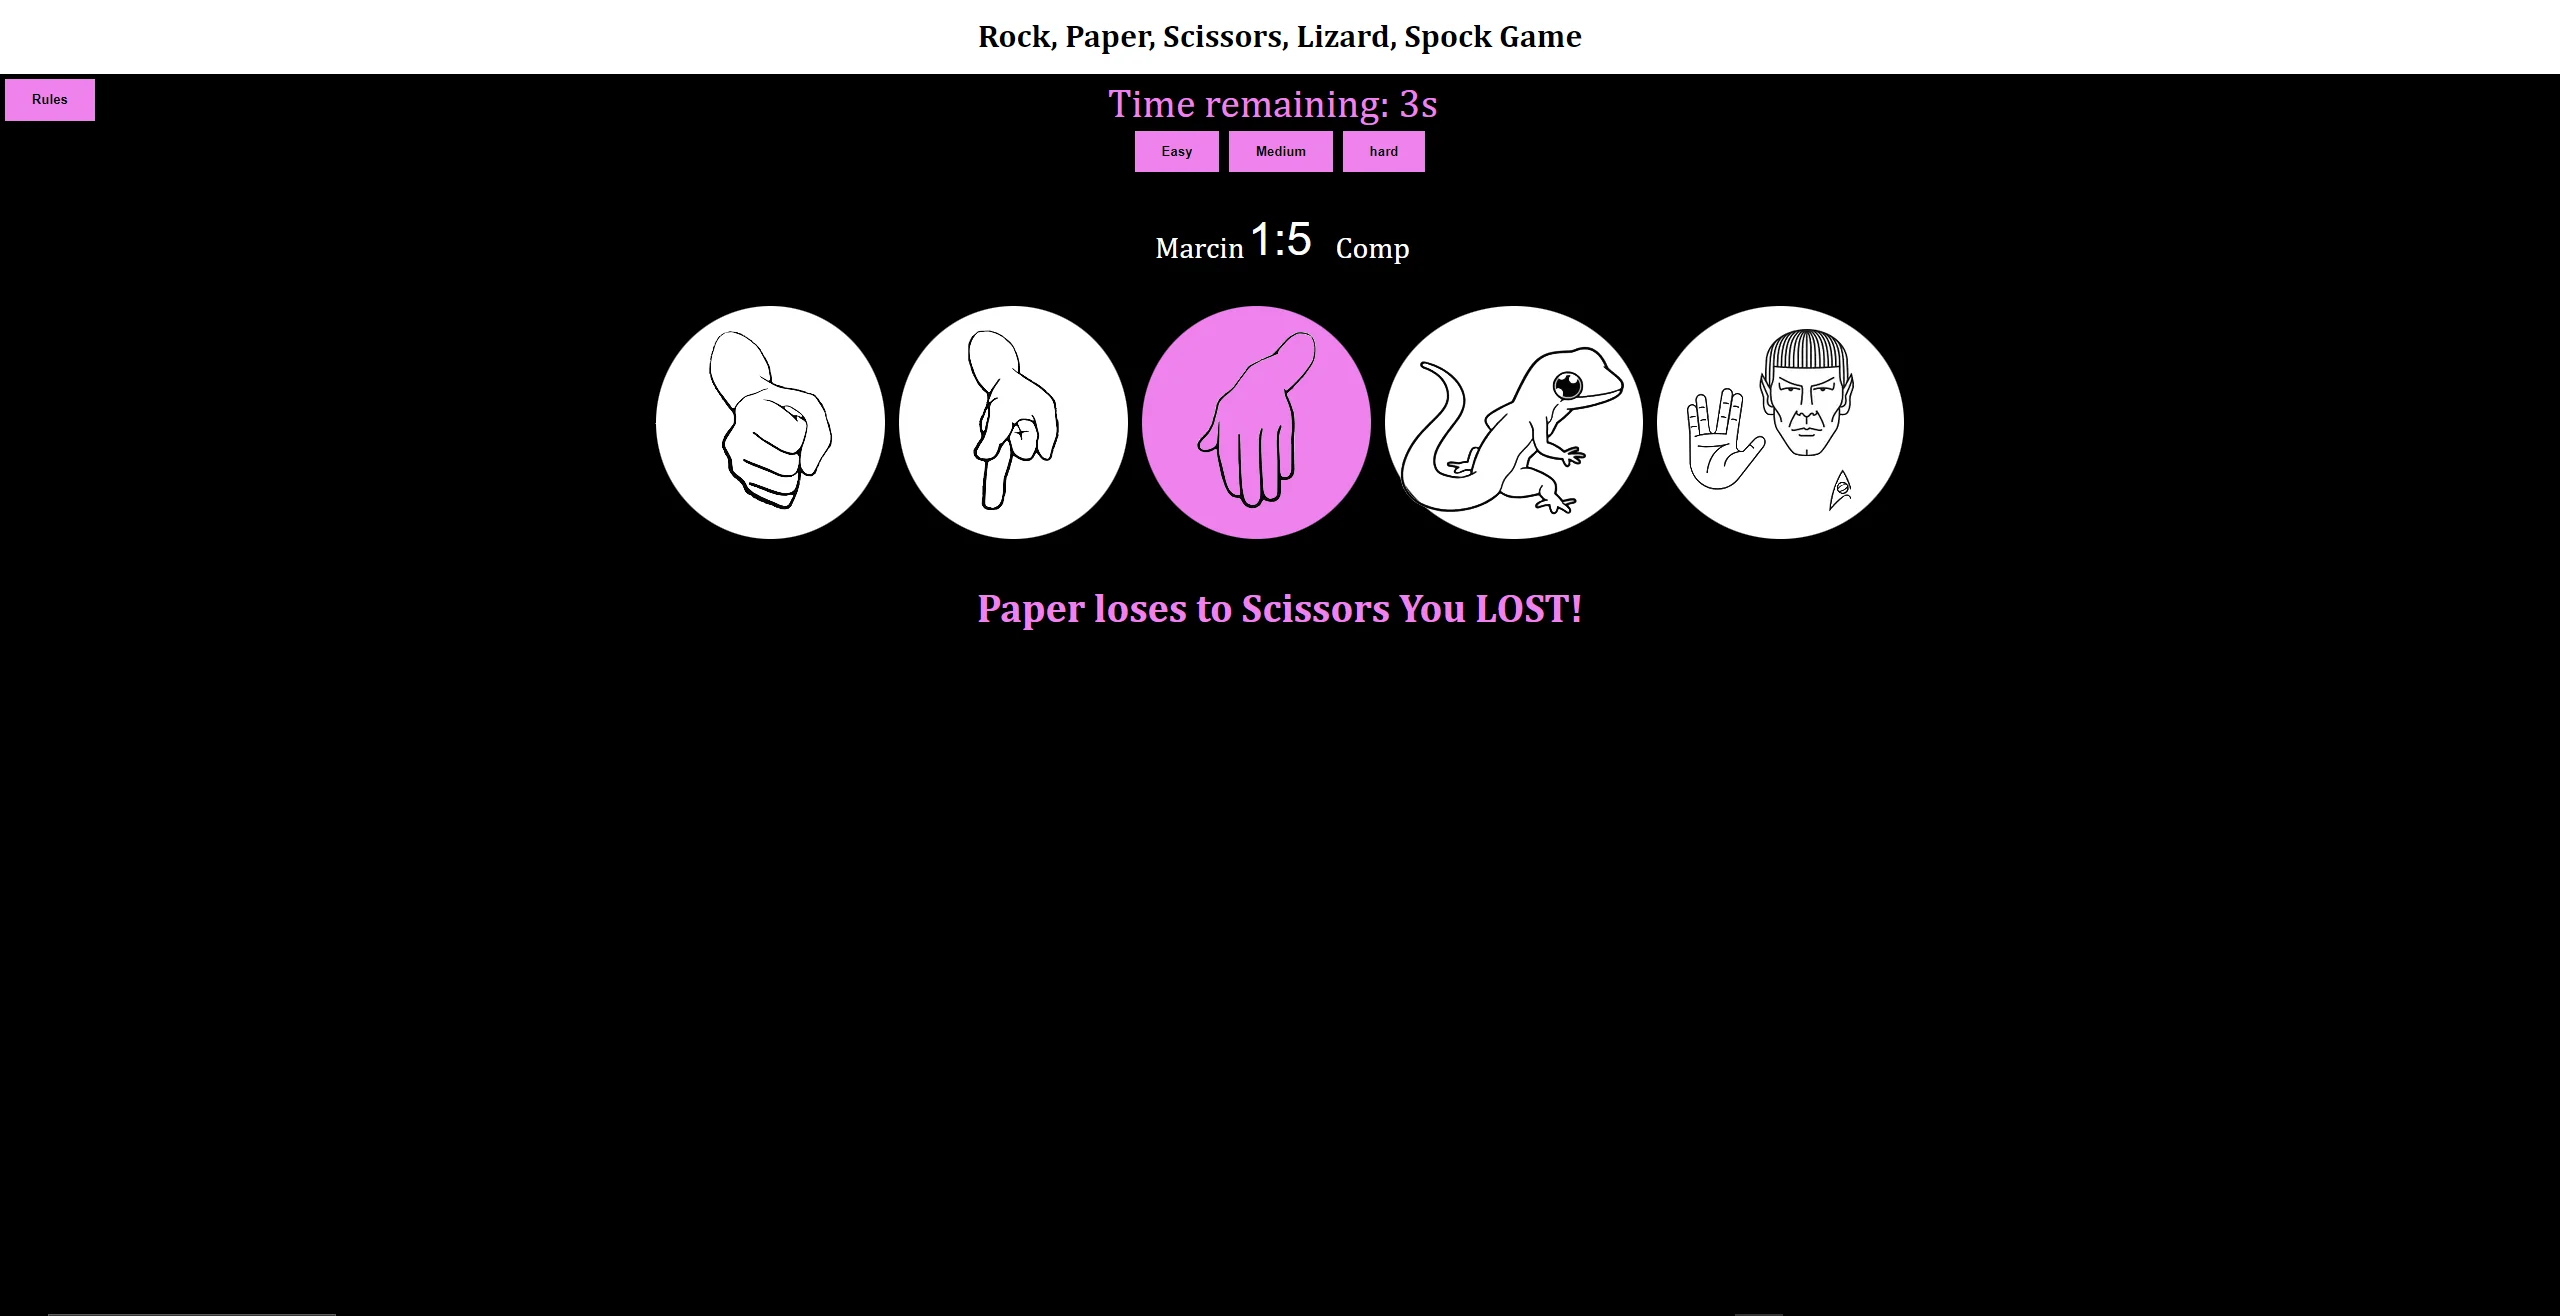 Rock, Paper, Scissors, Lizard, Spock Game
Rules
Time remaining: 3s
Easy Medium hard
Marcin 1:5 Comp
Paper loses to Scissors You LOST!